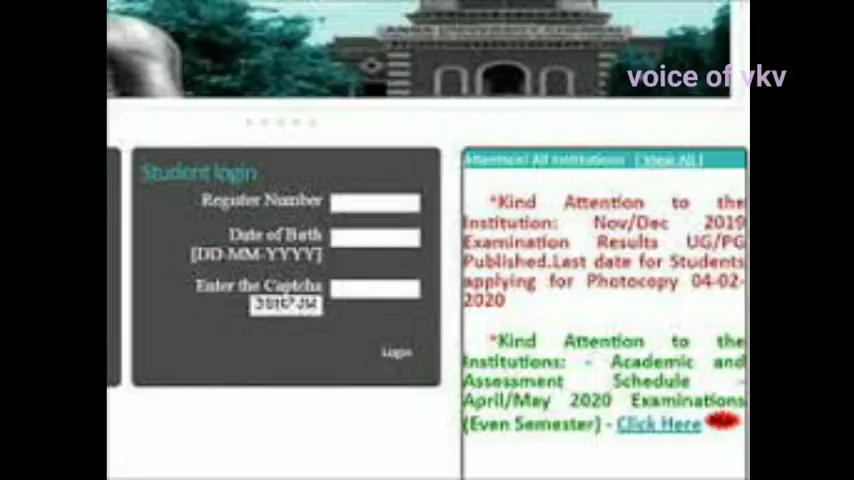 voice of vkv
Student login
Register Number
Date of Birth
[DD-MM-YYYY]
Enter the Captcha
Login
Attention! All Institutions [View All]
*Kind Attention to the
Institution: Nov/Dec 2019
Examination Results UG/PG
Published.Last date for Students
applying for Photocopy 04-02-
2020
*Kind Attention to the
Institutions: - Academic and
Assessment Schedule -
April/May 2020 Examinations
(Even Semester) - Click Here